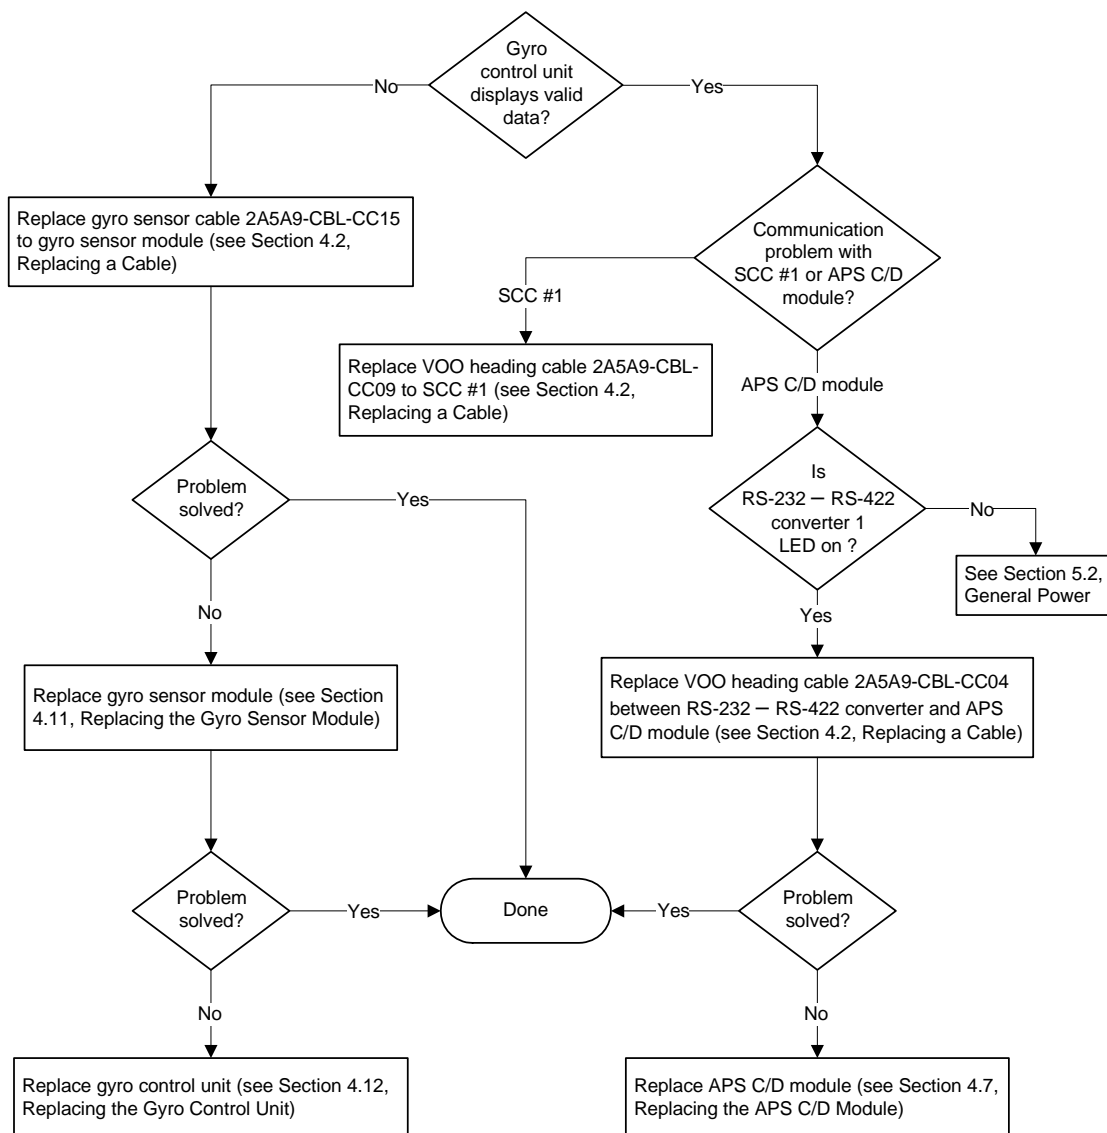 Gyro
control unit
displays valid
data?
No
Yes
Replace gyro sensor cable 2A5A9-CBL-CC15
to gyro sensor module (see Section 4.2,
Replacing a Cable)
Communication
problem with
SCC #1 or APS C/D
module?
SCC #1
Replace VOO heading cable 2A5A9-CBL-
CC09 to SCC #1 (see Section 4.2,
Replacing a Cable)
APS C/D module
Problem
solved?
Yes
Is
RS-232 – RS-422
converter 1
LED on ?
No
See Section 5.2,
General Power
No
Yes
Replace gyro sensor module (see Section
4.11, Replacing the Gyro Sensor Module)
Replace VOO heading cable 2A5A9-CBL-CC04
between RS-232 – RS-422 converter and APS
C/D module (see Section 4.2, Replacing a Cable)
Problem
solved?
Yes
Done
Yes
Problem
solved?
No
No
Replace gyro control unit (see Section 4.12,
Replacing the Gyro Control Unit)
Replace APS C/D module (see Section 4.7,
Replacing the APS C/D Module)